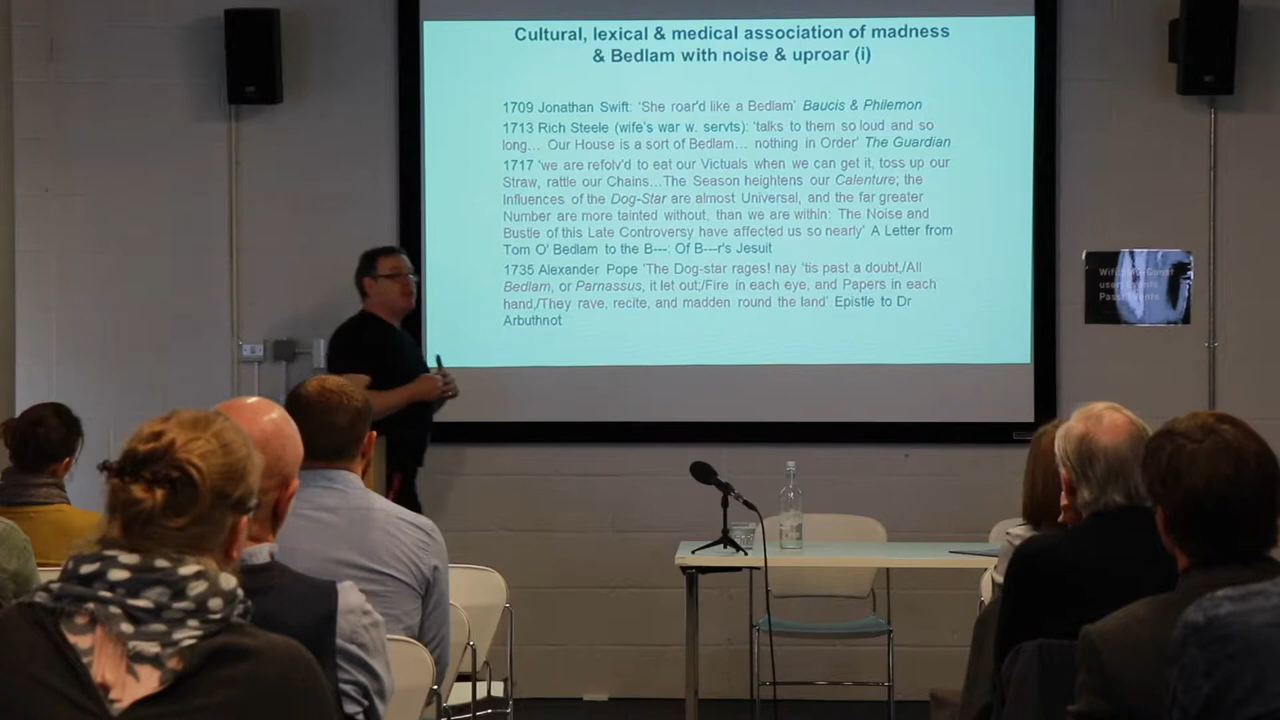 Cultural, lexical & medical association of madness
& Bedlam with noise & uproar (i)
1709 Jonathan Swift: 'She roar'd like a Bedlam' Baucis & Philemon
1713 Rich Steele (wife's war w. servts): 'talks to them so loud and so
long... Our House is a sort of Bedlam... nothing in Order' The Guardian
1717 'we are refolv'd to eat our Victuals when we can get it, toss up our
Straw, rattle our Chains...The Season heightens our Calenture; the
Influences of the Dog-Star are almost Universal, and the far greater
Number are more tainted without, than we are within: The Noise and
Bustle of this Late Controversy have affected us so nearly' A Letter from
Tom O' Bedlam to the B---: Of B---r's Jesuit
1735 Alexander Pope 'The Dog-star rages! nay 'tis past a doubt,/All
Bedlam, or Parnassus, it let out;/Fire in each eye, and Papers in each
hand,/They rave, recite, and madden round the land' Epistle to Dr
Arbuthnot